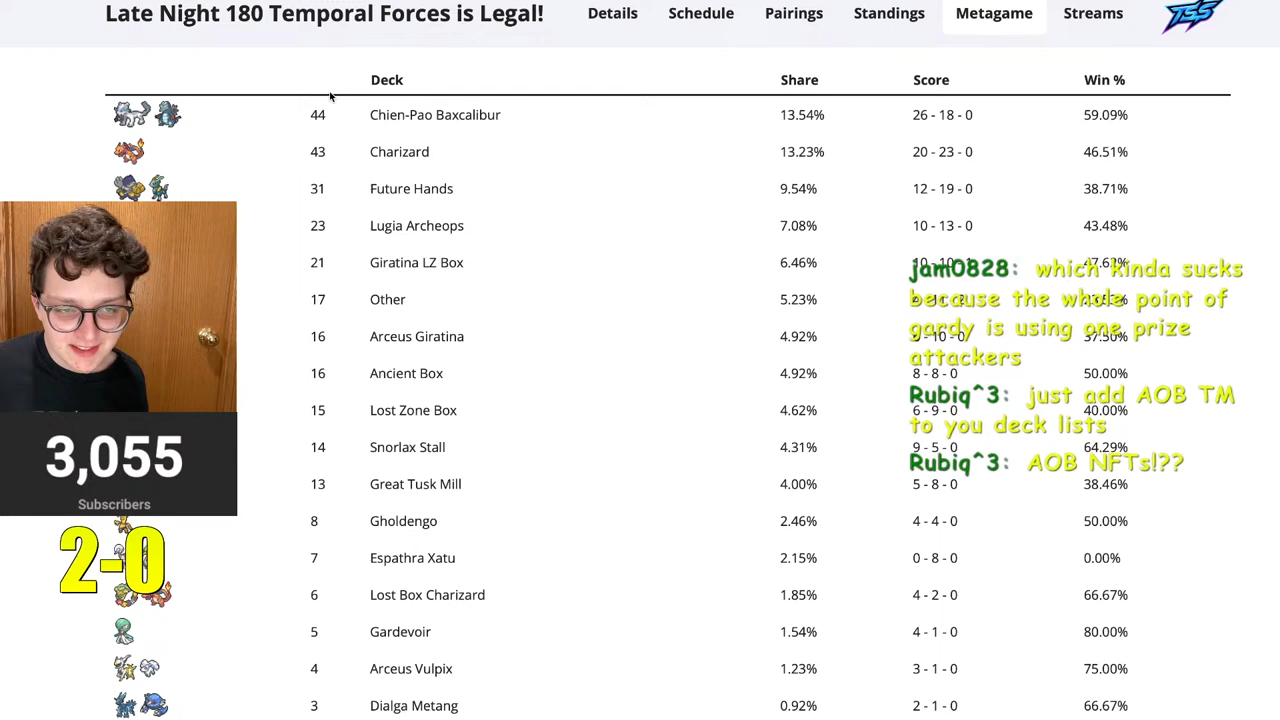 Late Night 180 Temporal Forces is Legal! Details Schedule Pairings Standings Metagame Streams TSS
Deck Share Score Win %
44 Chien-Pao Baxcalibur 13.54% 26 - 18 - 0 59.09%
43 Charizard 13.23% 20 - 23 - 0 46.51%
31 Future Hands 9.54% 12 - 19 - 0 38.71%
23 Lugia Archeops 7.08% 10 - 13 - 0 43.48%
21 Giratina LZ Box 6.46%
17 Other 5.23%
16 Arceus Giratina 4.92% 37.50%
16 Ancient Box 4.92% 8 - 8 - 0 50.00%
15 Lost Zone Box 4.62% 6 - 9 - 0 40.00%
14 Snorlax Stall 4.31% 9 - 5 - 0 64.29%
13 Great Tusk Mill 4.00% 5 - 8 - 0 38.46%
8 Gholdengo 2.46% 4 - 4 - 0 50.00%
7 Espathra Xatu 2.15% 0 - 8 - 0 0.00%
6 Lost Box Charizard 1.85% 4 - 2 - 0 66.67%
5 Gardevoir 1.54% 4 - 1 - 0 80.00%
4 Arceus Vulpix 1.23% 3 - 1 - 0 75.00%
3 Dialga Metang 0.92% 2 - 1 - 0 66.67%
jam0828: which kinda sucks
because the whole point of
gardy is using one prize
attackers
Rubiq^3: just add AOB TM
to you deck lists
Rubiq^3: AOB NFTs!??
3,055
Subscribers
2-0